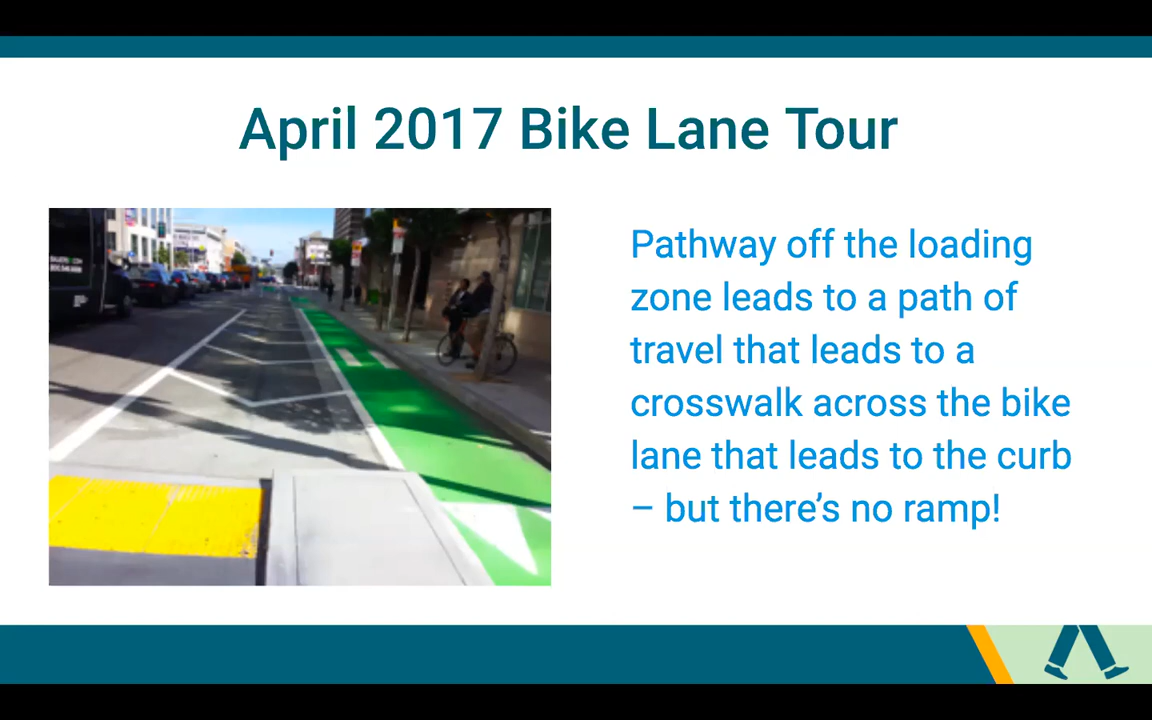 April 2017 Bike Lane Tour
Pathway off the loading
zone leads to a path of
travel that leads to a
crosswalk across the bike
lane that leads to the curb
– but there's no ramp!